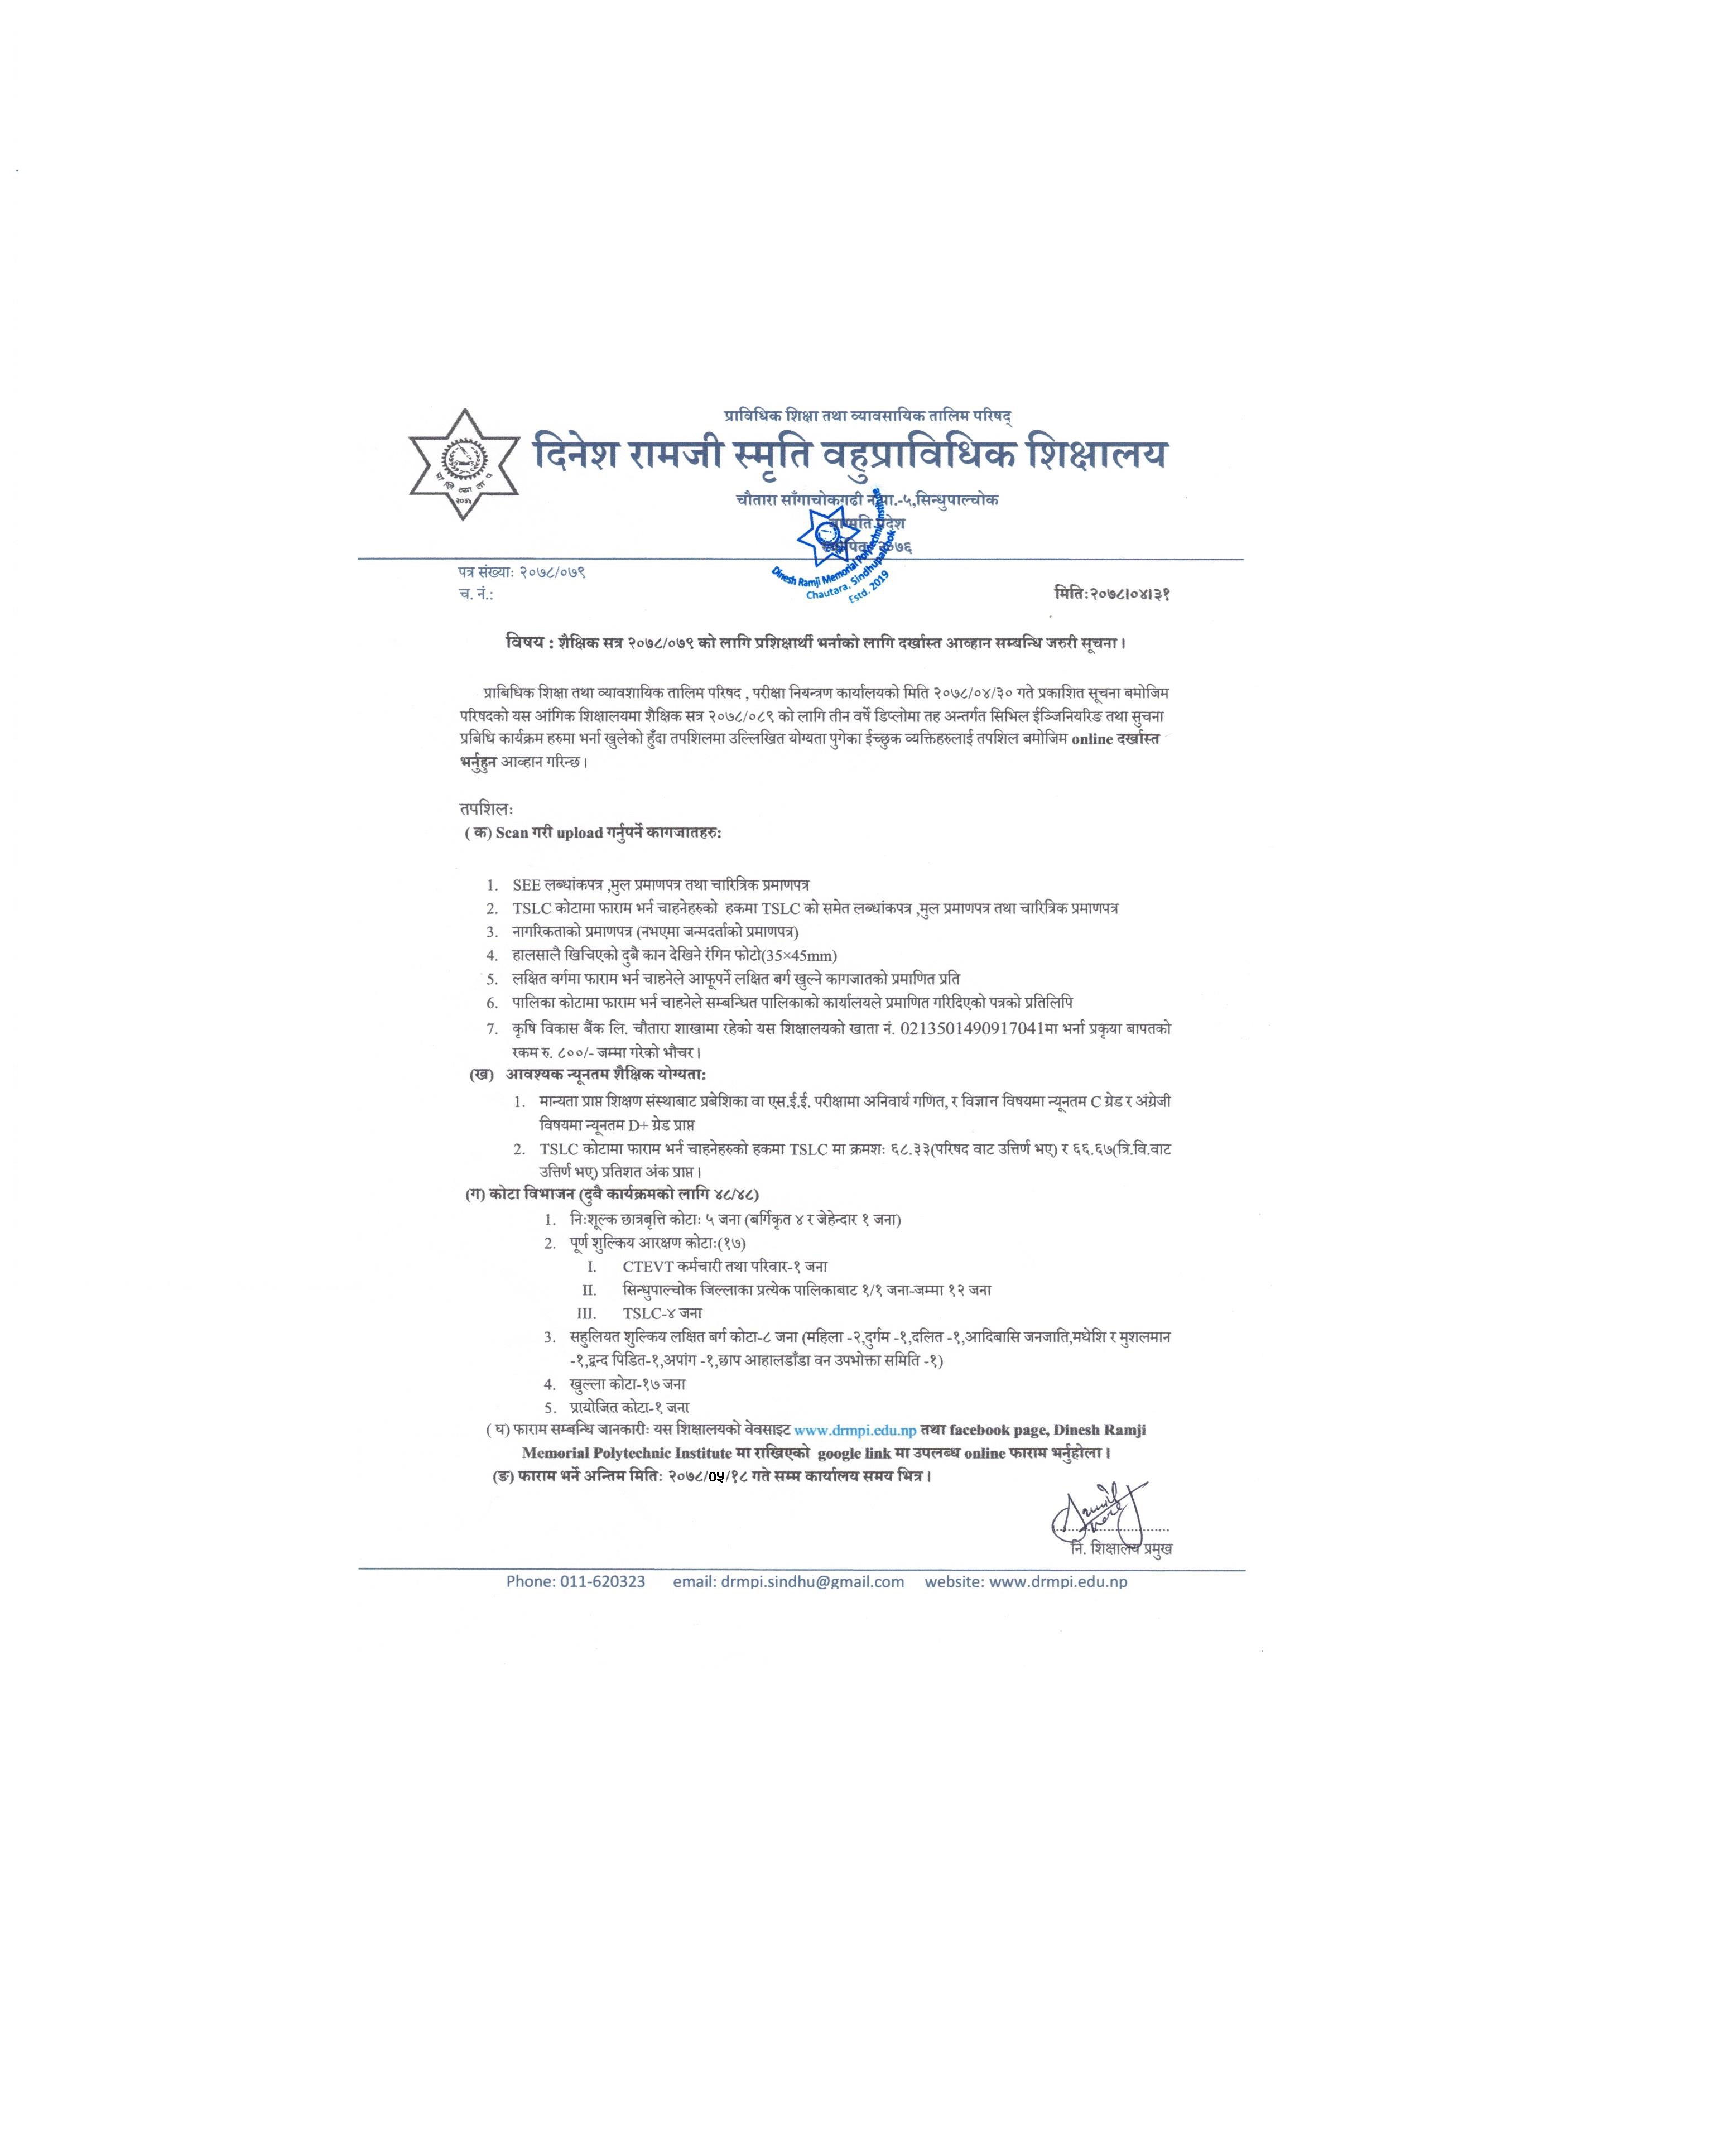 प्राविधिक शिक्षा तथा व्यावसायिक तालिम परिषद्
दिनेश रामजी स्मृति वहुप्राविधिक शिक्षालय
चौतारा साँगाचोकगढी न.पा.-५,सिन्धुपाल्चोक
प्रदेश
२०७६
Dinesh Ramji Memorial Polytechnic Institute
Chautara, Sindhupalchok
Estd. 2019
पत्र संख्याः २०७८/०७९
च. नं.:
मिति:२०७८।०४।३१
विषय : शैक्षिक सत्र २०७८/०७९ को लागि प्रशिक्षार्थी भर्नाको लागि दर्खास्त आव्हान सम्बन्धि जरुरी सूचना ।
प्राबिधिक शिक्षा तथा व्यावशायिक तालिम परिषद , परीक्षा नियन्त्रण कार्यालयको मिति २०७८/०४/३० गते प्रकाशित सूचना बमोजिम
परिषदको यस आंगिक शिक्षालयमा शैक्षिक सत्र २०७८/०८९ को लागि तीन वर्षे डिप्लोमा तह अन्तर्गत सिभिल ईञ्जिनियरिङ तथा सुचना
प्रबिधि कार्यक्रम हरुमा भर्ना खुलेको हुँदा तपशिलमा उल्लिखित योग्यता पुगेका ईच्छुक व्यक्तिहरुलाई तपशिल बमोजिम online दर्खास्त
भर्नुहुन आव्हान गरिन्छ ।
तपशिलः
( क) Scan गरी upload गर्नुपर्ने कागजातहरु:
1. SEE लब्धांकपत्र ,मुल प्रमाणपत्र तथा चारित्रिक प्रमाणपत्र
2. TSLC कोटामा फाराम भर्न चाहनेहरुको हकमा TSLC को समेत लब्धांकपत्र ,मुल प्रमाणपत्र तथा चारित्रिक प्रमाणपत्र
3. नागरिकताको प्रमाणपत्र (नभएमा जन्मदर्ताको प्रमाणपत्र)
4. हालसालै खिचिएको दुबै कान देखिने रंगिन फोटो(35×45mm)
5. लक्षित वर्गमा फाराम भर्न चाहनेले आफूपर्ने लक्षित बर्ग खुल्ने कागजातको प्रमाणित प्रति
6. पालिका कोटामा फाराम भर्न चाहनेले सम्बन्धित पालिकाको कार्यालयले प्रमाणित गरिदिएको पत्रको प्रतिलिपि
7. कृषि विकास बैंक लि. चौतारा शाखामा रहेको यस शिक्षालयको खाता नं. 0213501490917041मा भर्ना प्रकृया बापतको
रकम रु. ८००/- जम्मा गरेको भौचर ।
(ख) आवश्यक न्यूनतम शैक्षिक योग्यता:
1. मान्यता प्राप्त शिक्षण संस्थाबाट प्रबेशिका वा एस.ई.ई. परीक्षामा अनिवार्य गणित, र विज्ञान विषयमा न्यूनतम C ग्रेड र अंग्रेजी
विषयमा न्यूनतम D+ ग्रेड प्राप्त
2. TSLC कोटामा फाराम भर्न चाहनेहरुको हकमा TSLC मा क्रमशः ६८.३३(परिषद वाट उत्तिर्ण भए) र ६६.६७(त्रि.वि.वाट
उत्तिर्ण भए) प्रतिशत अंक प्राप्त ।
(ग) कोटा विभाजन (दुबै कार्यक्रमको लागि ४८/४८)
1. निःशूल्क छात्रबृत्ति कोटाः ५ जना (बर्गिकृत ४ र जेहेन्दार १ जना)
2. पूर्ण शुल्किय आरक्षण कोटाः(१७)
I. CTEVT कर्मचारी तथा परिवार-१ जना
II. सिन्धुपाल्चोक जिल्लाका प्रत्येक पालिकाबाट १/१ जना-जम्मा १२ जना
III. TSLC-४ जना
3. सहुलियत शुल्किय लक्षित बर्ग कोटा-८ जना (महिला -२,दुर्गम -१,दलित -१,आदिबासि जनजाति,मधेशि र मुशलमान
-१,द्वन्द पिडित-१,अपांग -१,छाप आहालडाँडा वन उपभोक्ता समिति -१)
4. खुल्ला कोटा-१७ जना
5. प्रायोजित कोटा-१ जना
( घ) फाराम सम्बन्धि जानकारीः यस शिक्षालयको वेवसाइट www.drmpi.edu.np तथा facebook page, Dinesh Ramji
Memorial Polytechnic Institute मा राखिएको google link मा उपलब्ध online फाराम भर्नुहोला ।
(ङ) फाराम भर्ने अन्तिम मितिः २०७८/०५/१८ गते सम्म कार्यालय समय भित्र ।
नि. शिक्षालय प्रमुख
Phone: 011-620323 email: drmpi.sindhu@gmail.com website: www.drmpi.edu.np